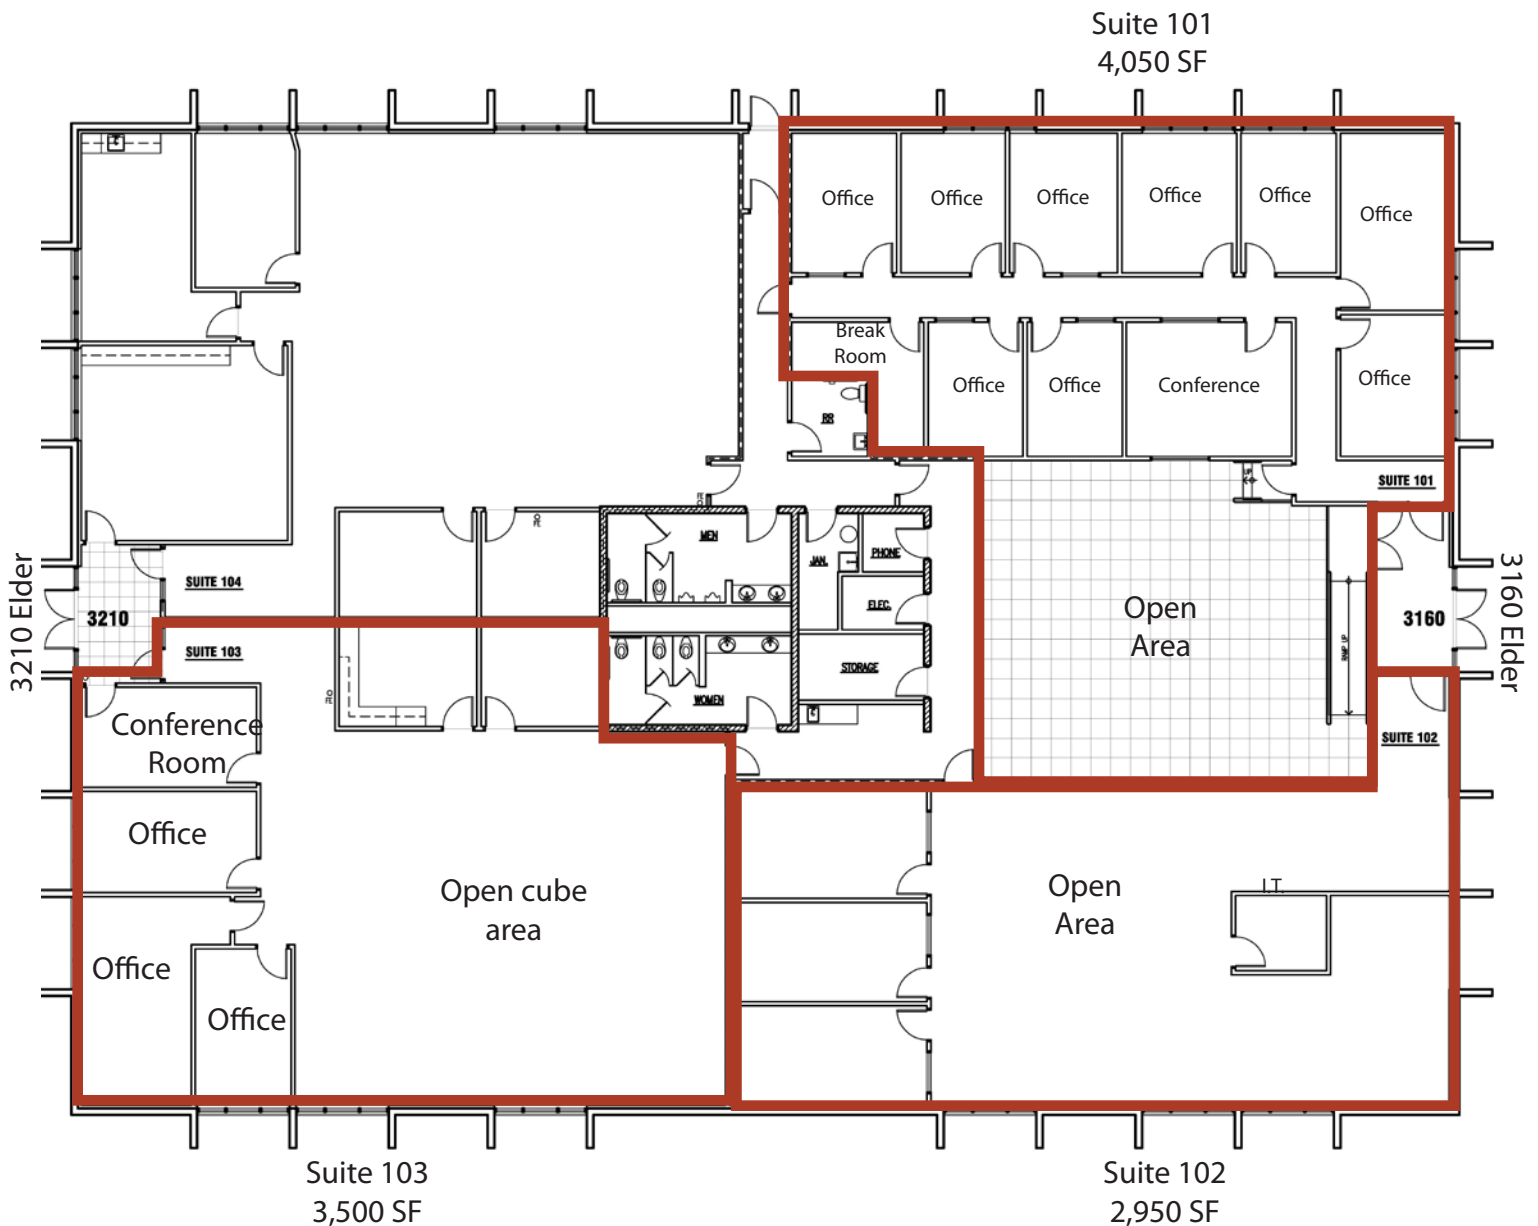 Suite 101
4,050 SF
Office
Office
Office
Office
Office
Office
Break
Room
Office
Office
Conference
Office
RR
UP
SUITE 101
MEN
JAN.
PHONE
ELEC.
STORAGE
WOMEN
SUITE 104
3210
SUITE 103
3210 Elder
Open
Area
RAMP UP
3160
3160 Elder
SUITE 102
Conference
Room
Office
Office
Office
Open cube
area
Open
Area
I.T.
Suite 103
3,500 SF
Suite 102
2,950 SF